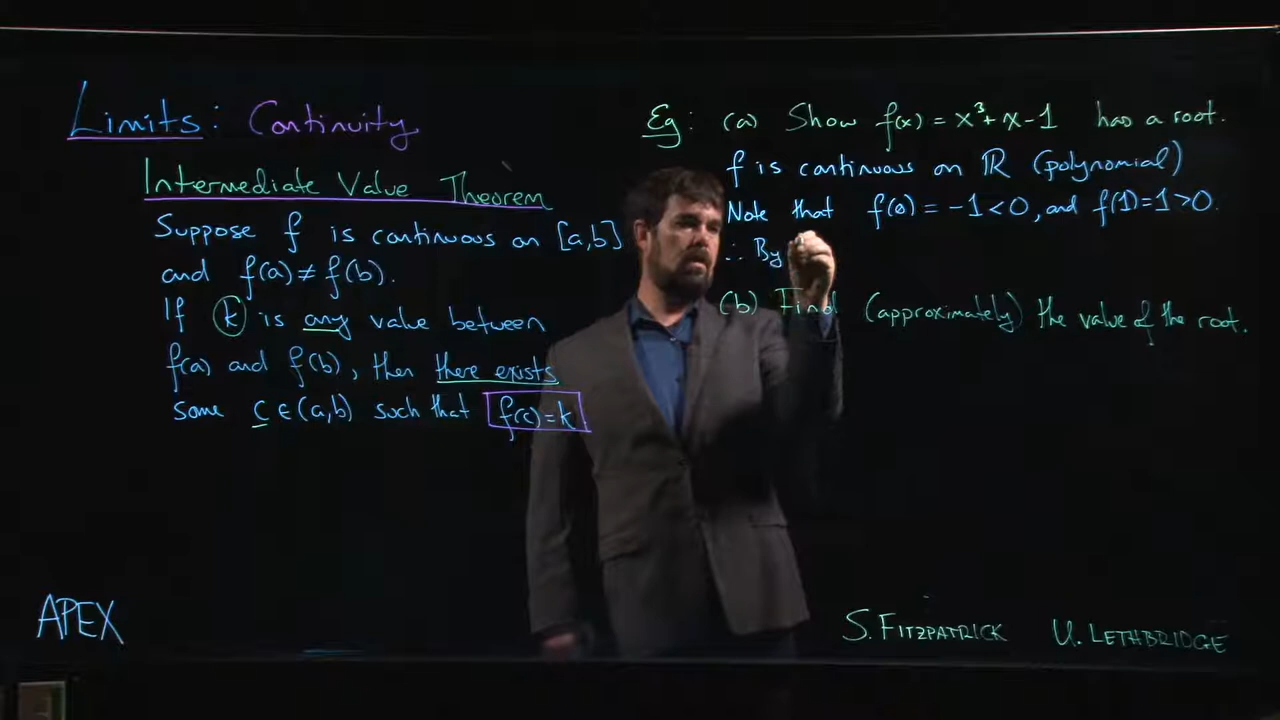 Limits: Continuity
Intermediate Value Theorem
Suppose f is continuous on [a,b]
and f(a) ≠ f(b).
If k is any value between
f(a) and f(b), then there exists
some c ∈ (a,b) such that f(c)=k
Eg: (a) Show f(x) = x³+x-1 has a root.
f is continuous on ℝ (polynomial)
Note that f(0) = -1<0, and f(1)=1>0.
∴ By
(b) Find (approximately) the value of the root.
APEX
S. FITZPATRICK U. LETHBRIDGE